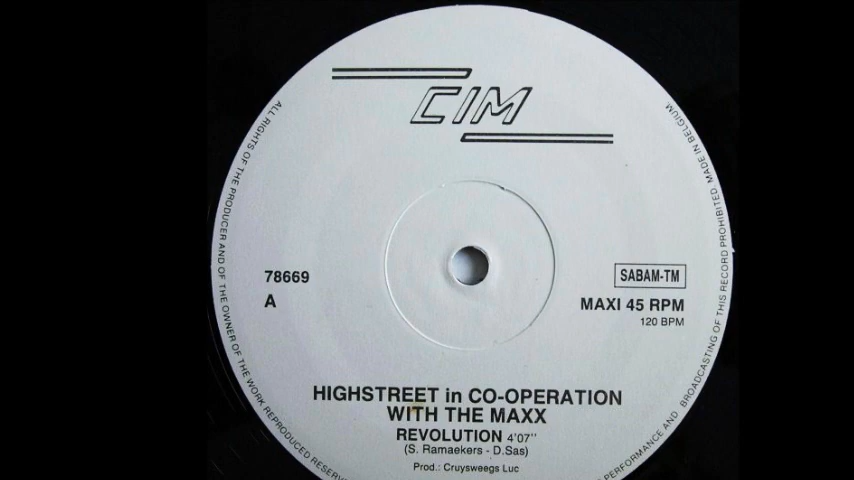 CIM
ALL RIGHTS OF THE PRODUCER AND OF THE OWNER OF THE WORK REPRODUCED RESERVE
PERFORMANCE AND BROADCASTING OF THIS RECORD PROHIBITED MADE IN BELGIUM
78669
A
SABAM-TM
MAXI 45 RPM
120 BPM
HIGHSTREET in CO-OPERATION
WITH THE MAXX
REVOLUTION 4'07"
(S. Ramaekers - D.Sas)
Prod.: Cruysweegs Luc